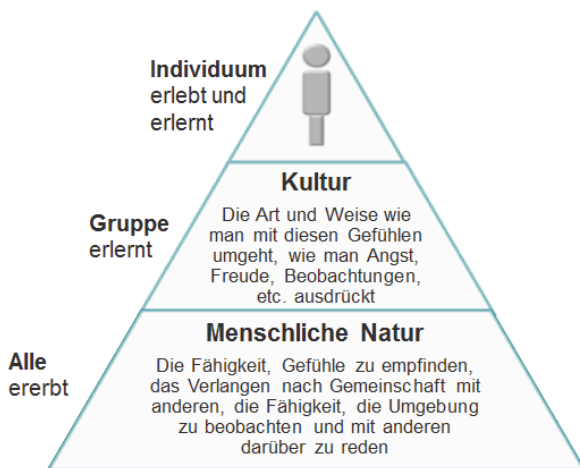 Individuum
erlebt und
erlernt
Kultur
Die Art und Weise wie
man mit diesen Gefühlen
umgeht, wie man Angst,
Freude, Beobachtungen,
etc. ausdrückt
Gruppe
erlernt
Menschliche Natur
Die Fähigkeit, Gefühle zu empfinden,
das Verlangen nach Gemeinschaft mit
anderen, die Fähigkeit, die Umgebung
zu beobachten und mit anderen
darüber zu reden
Alle
ererbt